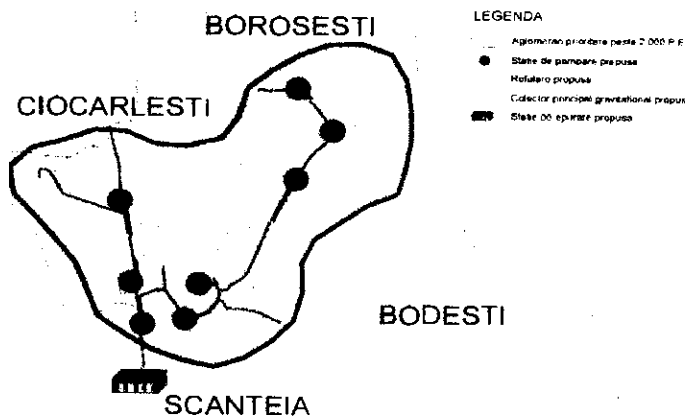 BOROSESTI
CIOCARLESTI
BODESTI
SCANTEIA
LEGENDA
Aglomerari prioritare peste 2.000 P.E
Statie de pompare propusa
Refulare propusa
Colector principal gravitational propus
Statie de epurare propusa